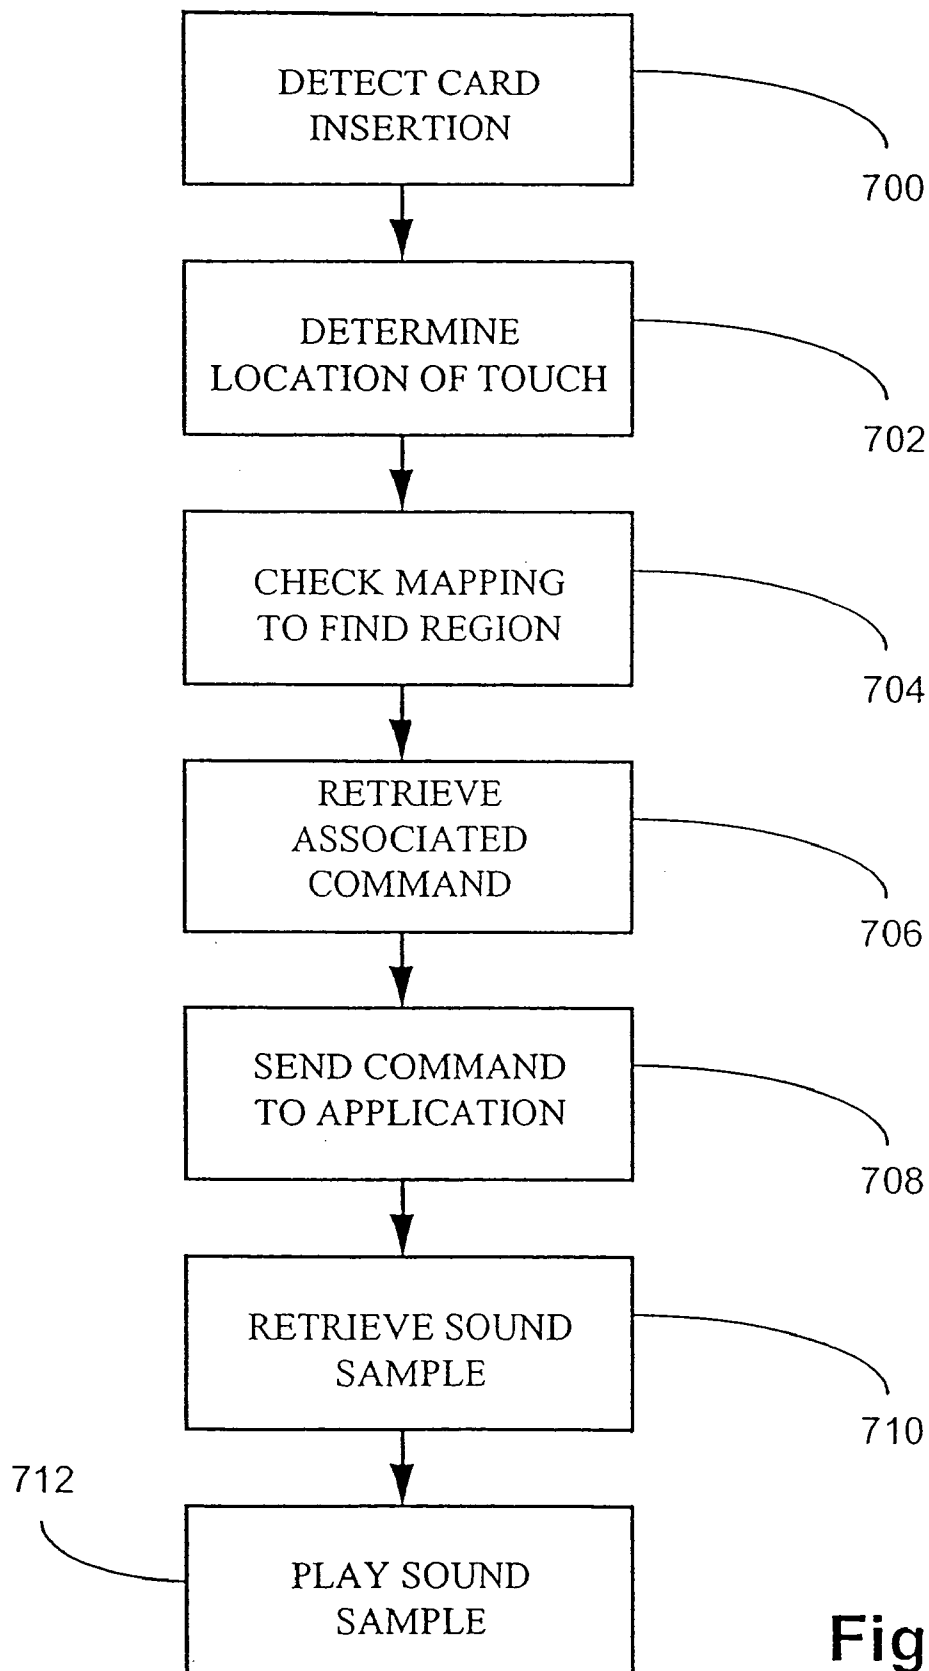 DETECT CARD
INSERTION
700
DETERMINE
LOCATION OF TOUCH
702
CHECK MAPPING
TO FIND REGION
704
RETRIEVE
ASSOCIATED
COMMAND
706
SEND COMMAND
TO APPLICATION
708
RETRIEVE SOUND
SAMPLE
710
712
PLAY SOUND
SAMPLE
Fig